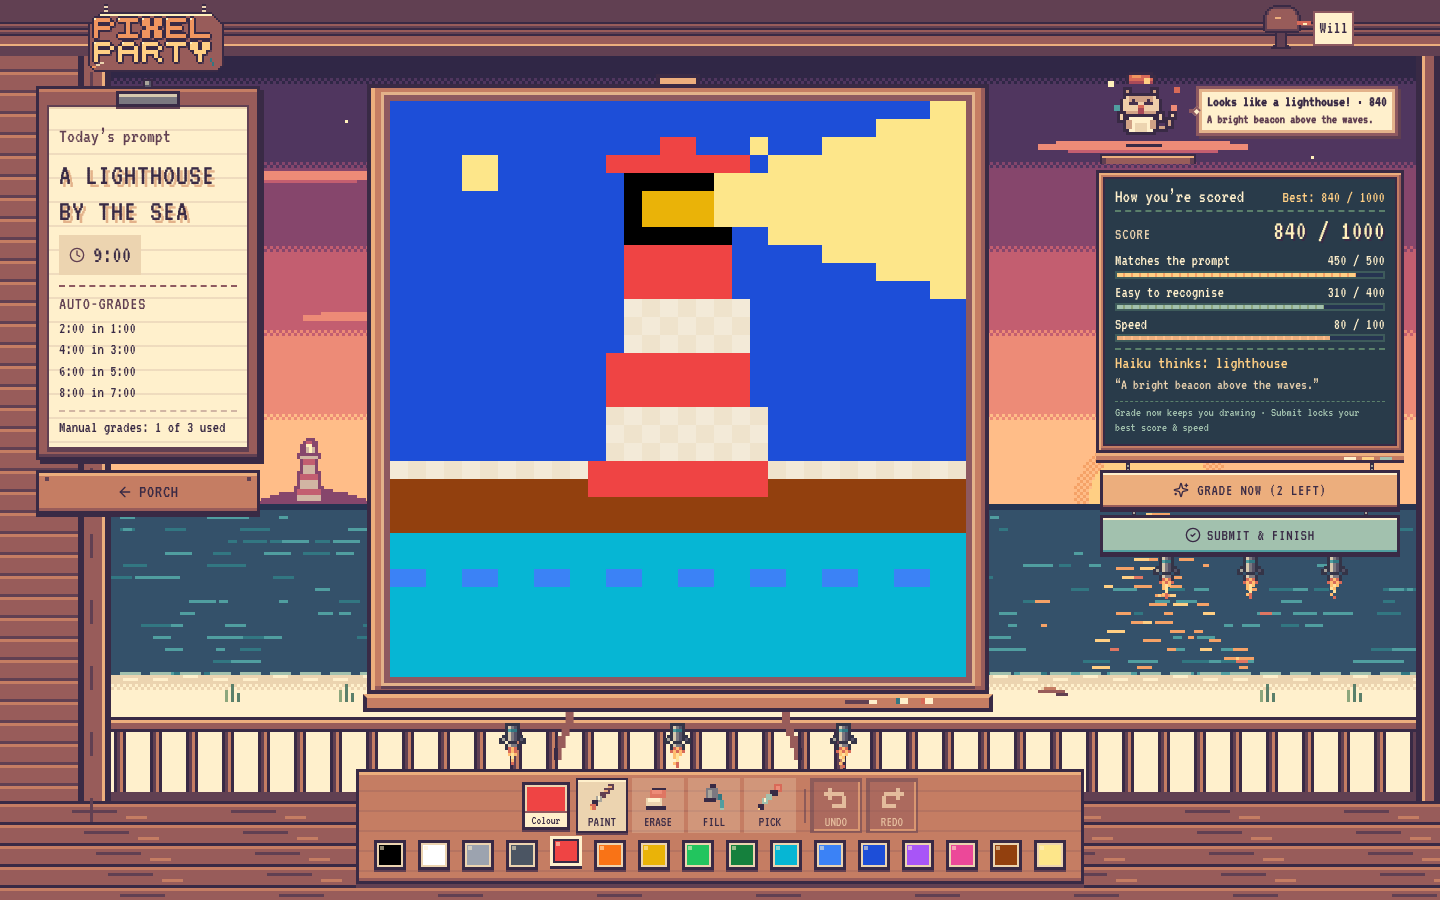 PIXEL
PARTY
Will
Today's prompt
A LIGHTHOUSE
BY THE SEA
9:00
AUTO-GRADES
2:00 in 1:00
4:00 in 3:00
6:00 in 5:00
8:00 in 7:00
Manual grades: 1 of 3 used
← PORCH
Looks like a lighthouse! · 840
A bright beacon above the waves.
How you're scored
Best: 840 / 1000
SCORE
840 / 1000
Matches the prompt
450 / 500
Easy to recognise
310 / 400
Speed
80 / 100
Haiku thinks: lighthouse
“A bright beacon above the waves.”
Grade now keeps you drawing · Submit locks your
best score & speed
GRADE NOW (2 LEFT)
SUBMIT & FINISH
Colour
PAINT
ERASE
FILL
PICK
UNDO
REDO